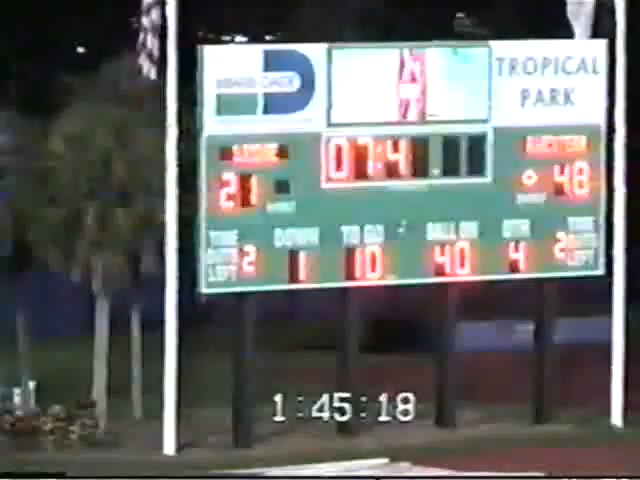 MIAMI-DADE
TROPICAL
PARK
07:4
21
48
TIME OUTS LEFT 2
DOWN 1
TO GO 10
BALL ON 40
QTR 4
TIME OUTS LEFT 2
1:45:18